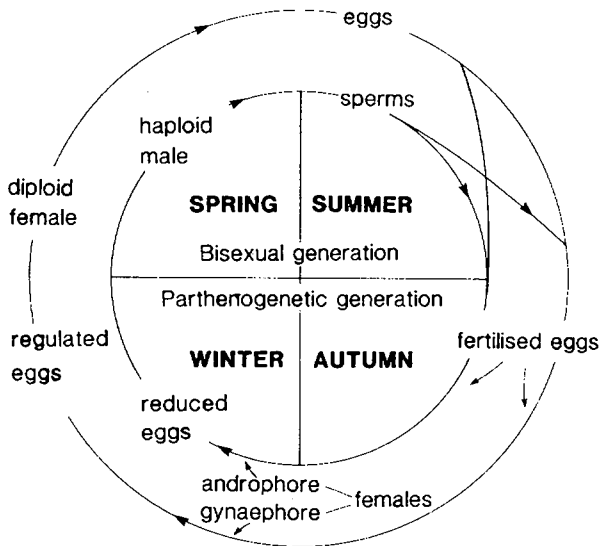 eggs
sperms
haploid
male
diploid
female
SPRING SUMMER
Bisexual generation
Parthenogenetic generation
regulated
eggs
WINTER AUTUMN
fertilised eggs
reduced
eggs
androphore
gynaephore
females